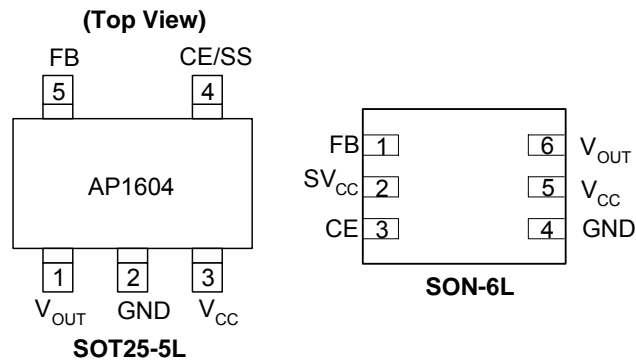 (Top View)
FB CE/SS
5 4
AP1604
1 2 3
VOUT GND VCC
SOT25-5L
FB 1 6 VOUT
SVCC 2 5 VCC
CE 3 4 GND
SON-6L